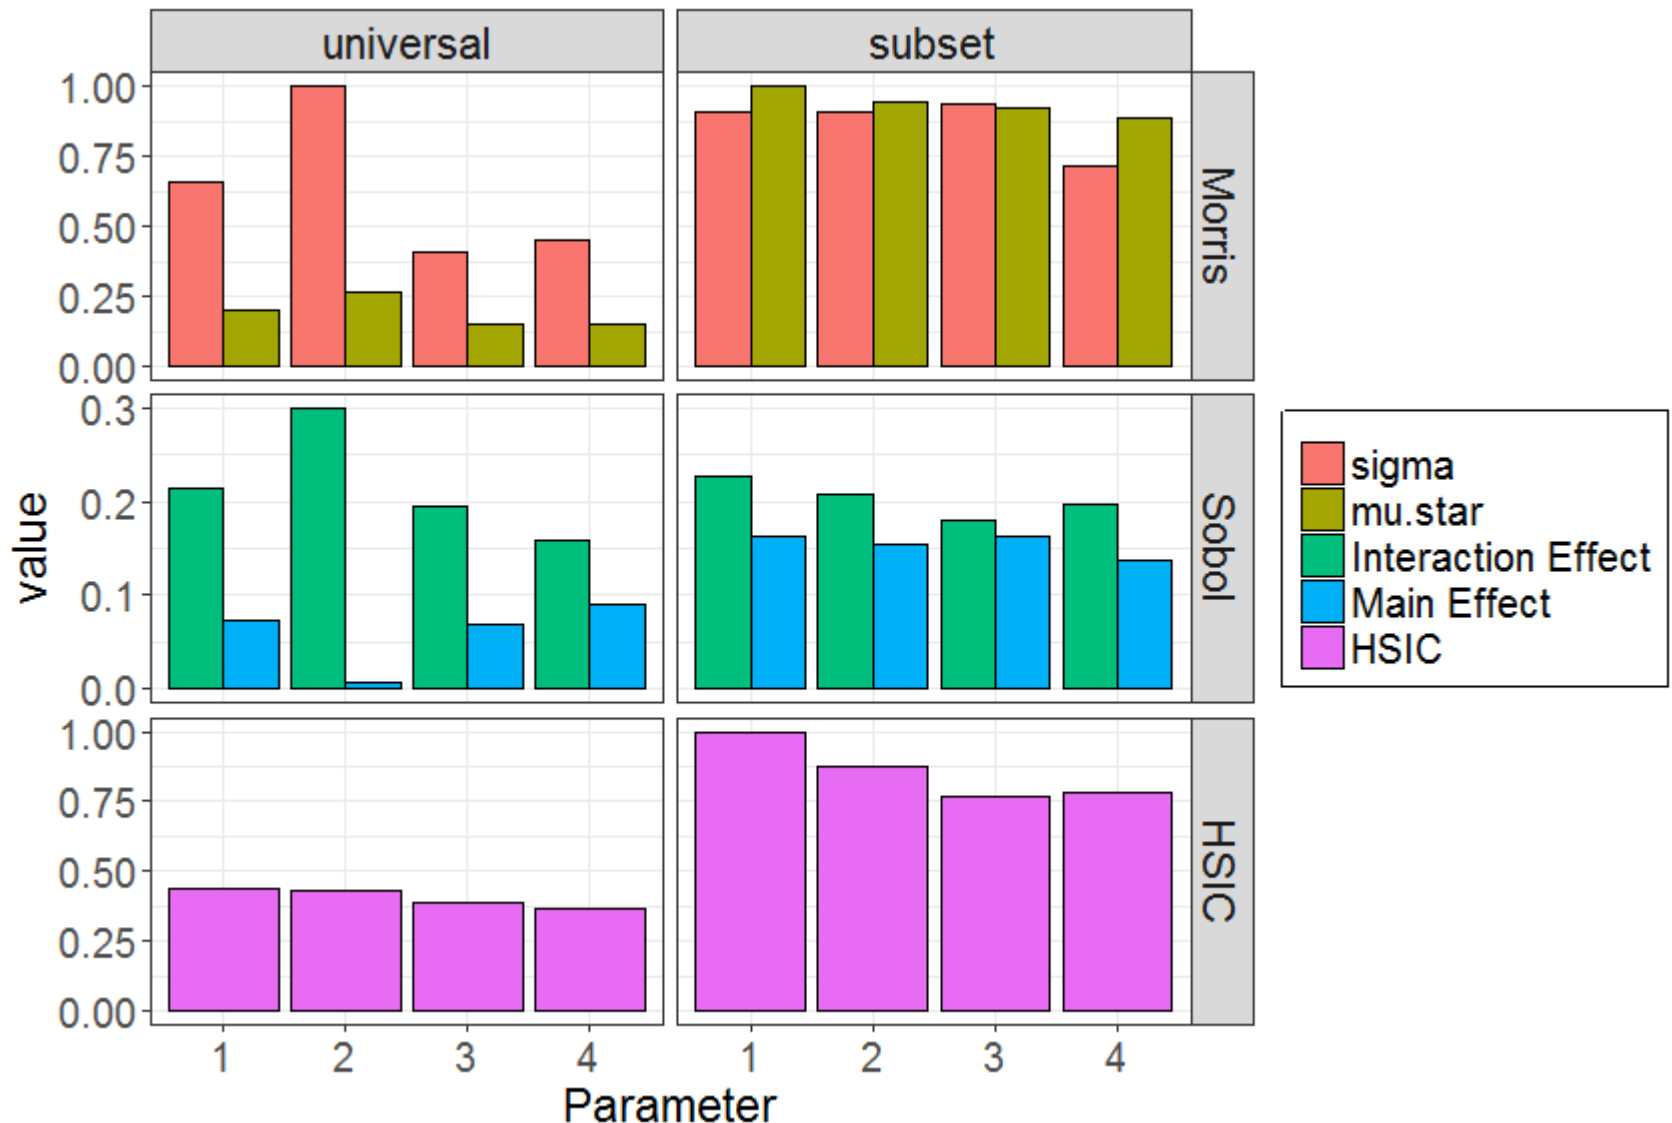 universal
subset
1.00
0.75
0.50
0.25
0.00
Morris
0.3
0.2
0.1
0.0
Sobol
1.00
0.75
0.50
0.25
0.00
HSIC
value
1 2 3 4
1 2 3 4
Parameter
sigma
mu.star
Interaction Effect
Main Effect
HSIC